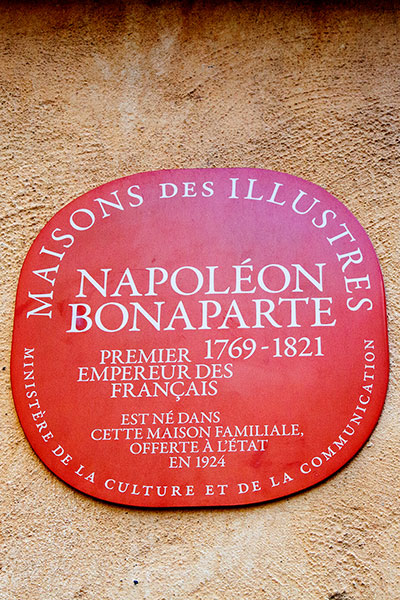 MAISONS DES ILLUSTRES
NAPOLÉON
BONAPARTE
PREMIER 1769-1821
EMPEREUR DES
FRANÇAIS
EST NÉ DANS
CETTE MAISON FAMILIALE,
OFFERTE À L'ÉTAT
EN 1924
MINISTÈRE DE LA CULTURE ET DE LA COMMUNICATION